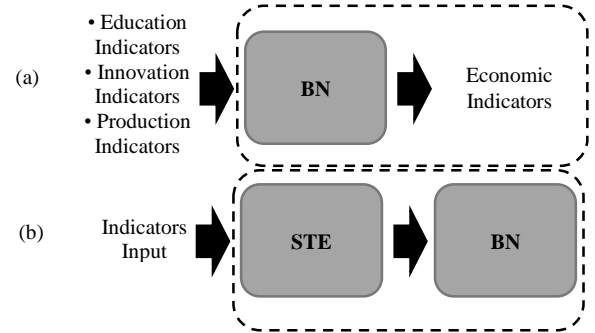 • Education
Indicators
• Innovation
Indicators
• Production
Indicators
(a)
BN
Economic
Indicators
(b)
Indicators
Input
STE
BN